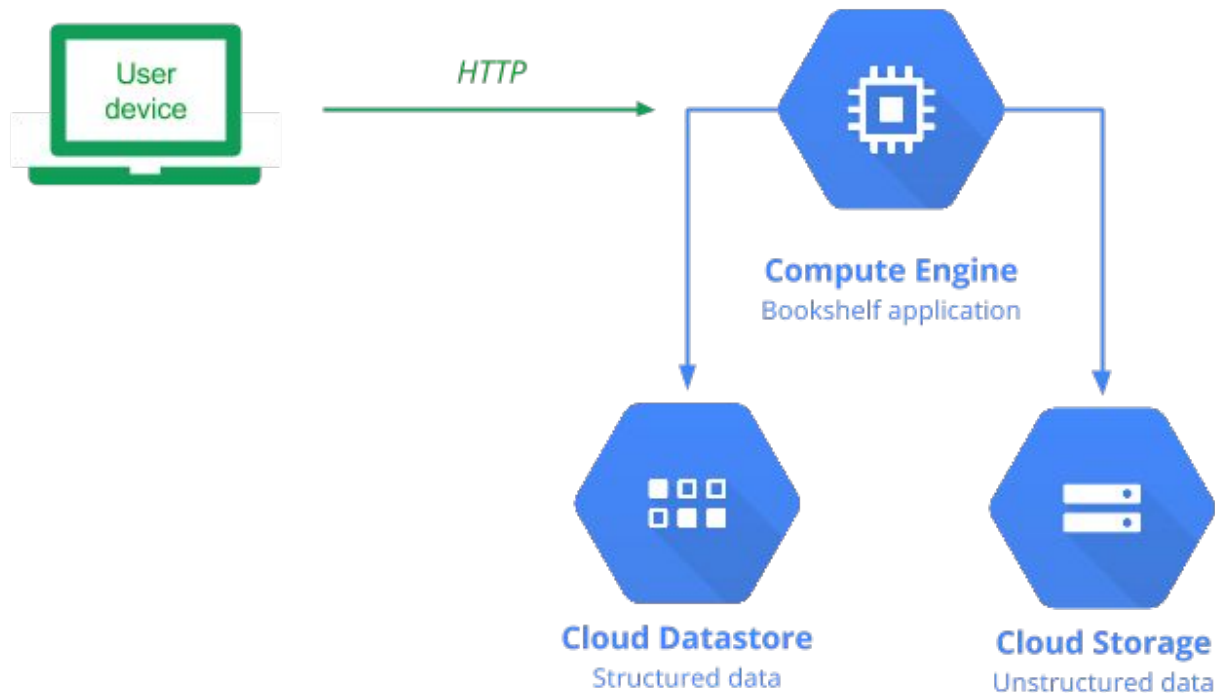 User
device
HTTP
Compute Engine
Bookshelf application
Cloud Datastore
Structured data
Cloud Storage
Unstructured data